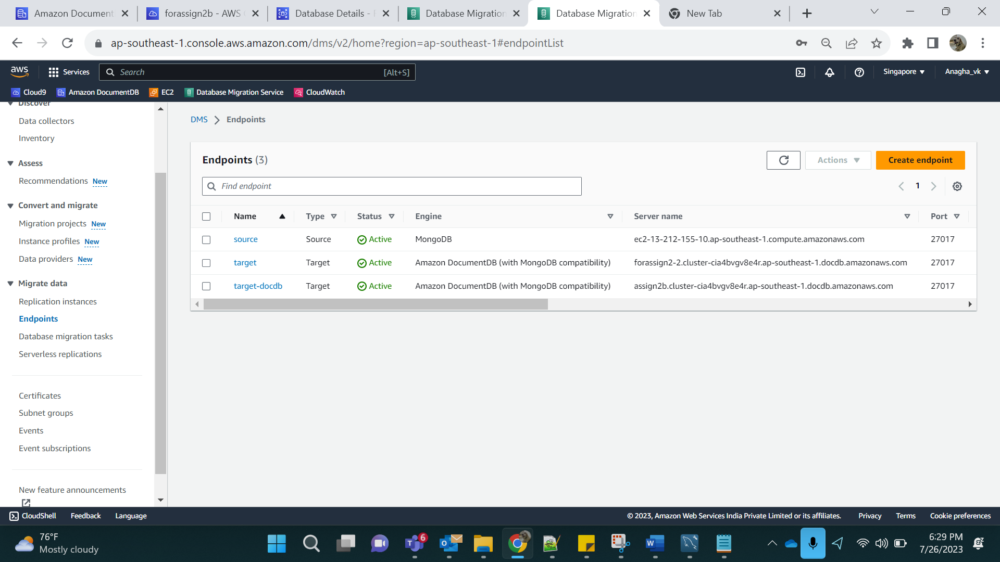 Amazon Document
forassign2b - AWS
Database Details -
Database Migration
Database Migration
New Tab
ap-southeast-1.console.aws.amazon.com/dms/v2/home?region=ap-southeast-1#endpointList
aws
Services
Search
[Alt+S]
Singapore
Anagha_vk
Cloud9
Amazon DocumentDB
EC2
Database Migration Service
CloudWatch
Discover
Data collectors
Inventory
Assess
Recommendations New
Convert and migrate
Migration projects New
Instance profiles New
Data providers New
Migrate data
Replication instances
Endpoints
Database migration tasks
Serverless replications
Certificates
Subnet groups
Events
Event subscriptions
New feature announcements
DMS > Endpoints
Endpoints (3)
Actions
Create endpoint
Find endpoint
1
Name Type Status Engine Server name Port
source Source Active MongoDB ec2-13-212-155-10.ap-southeast-1.compute.amazonaws.com 27017
target Target Active Amazon DocumentDB (with MongoDB compatibility) forassign2-2.cluster-cia4bvgv8e4r.ap-southeast-1.docdb.amazonaws.com 27017
target-docdb Target Active Amazon DocumentDB (with MongoDB compatibility) assign2b.cluster-cia4bvgv8e4r.ap-southeast-1.docdb.amazonaws.com 27017
CloudShell
Feedback
Language
© 2023, Amazon Web Services India Private Limited or its affiliates.
Privacy
Terms
Cookie preferences
76°F
Mostly cloudy
6
6:29 PM
7/26/2023